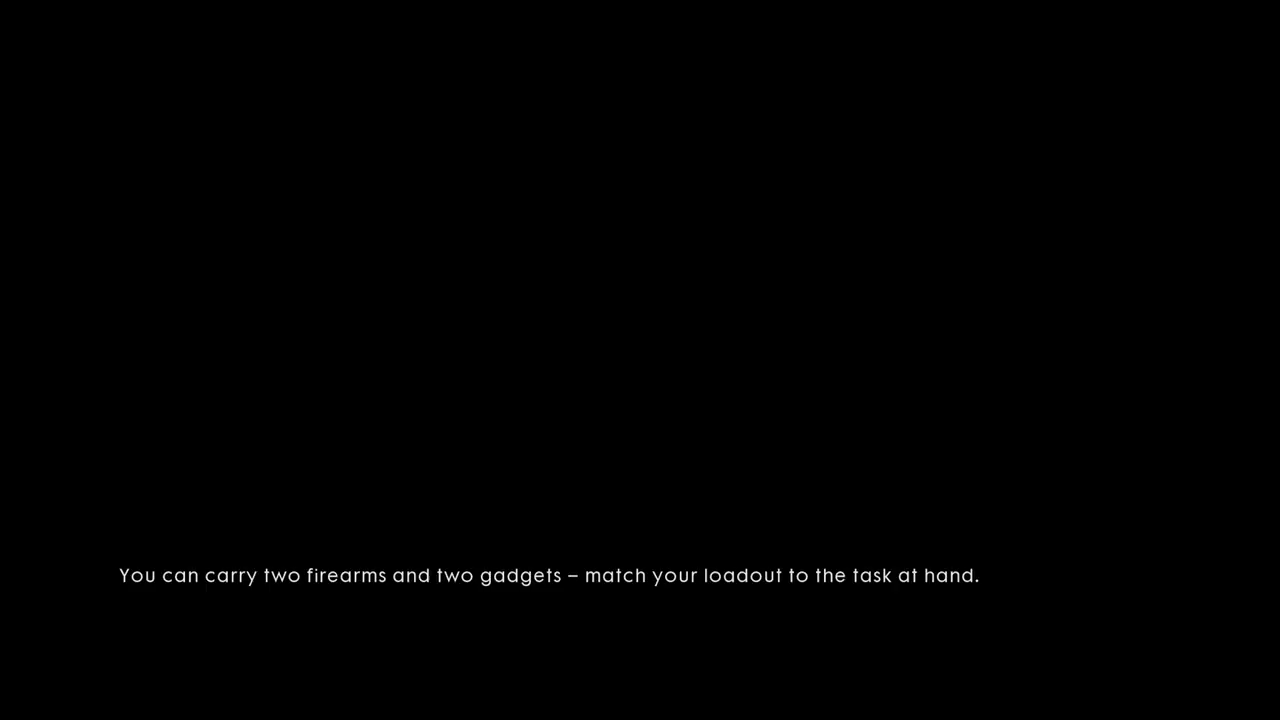 You can carry two firearms and two gadgets – match your loadout to the task at hand.